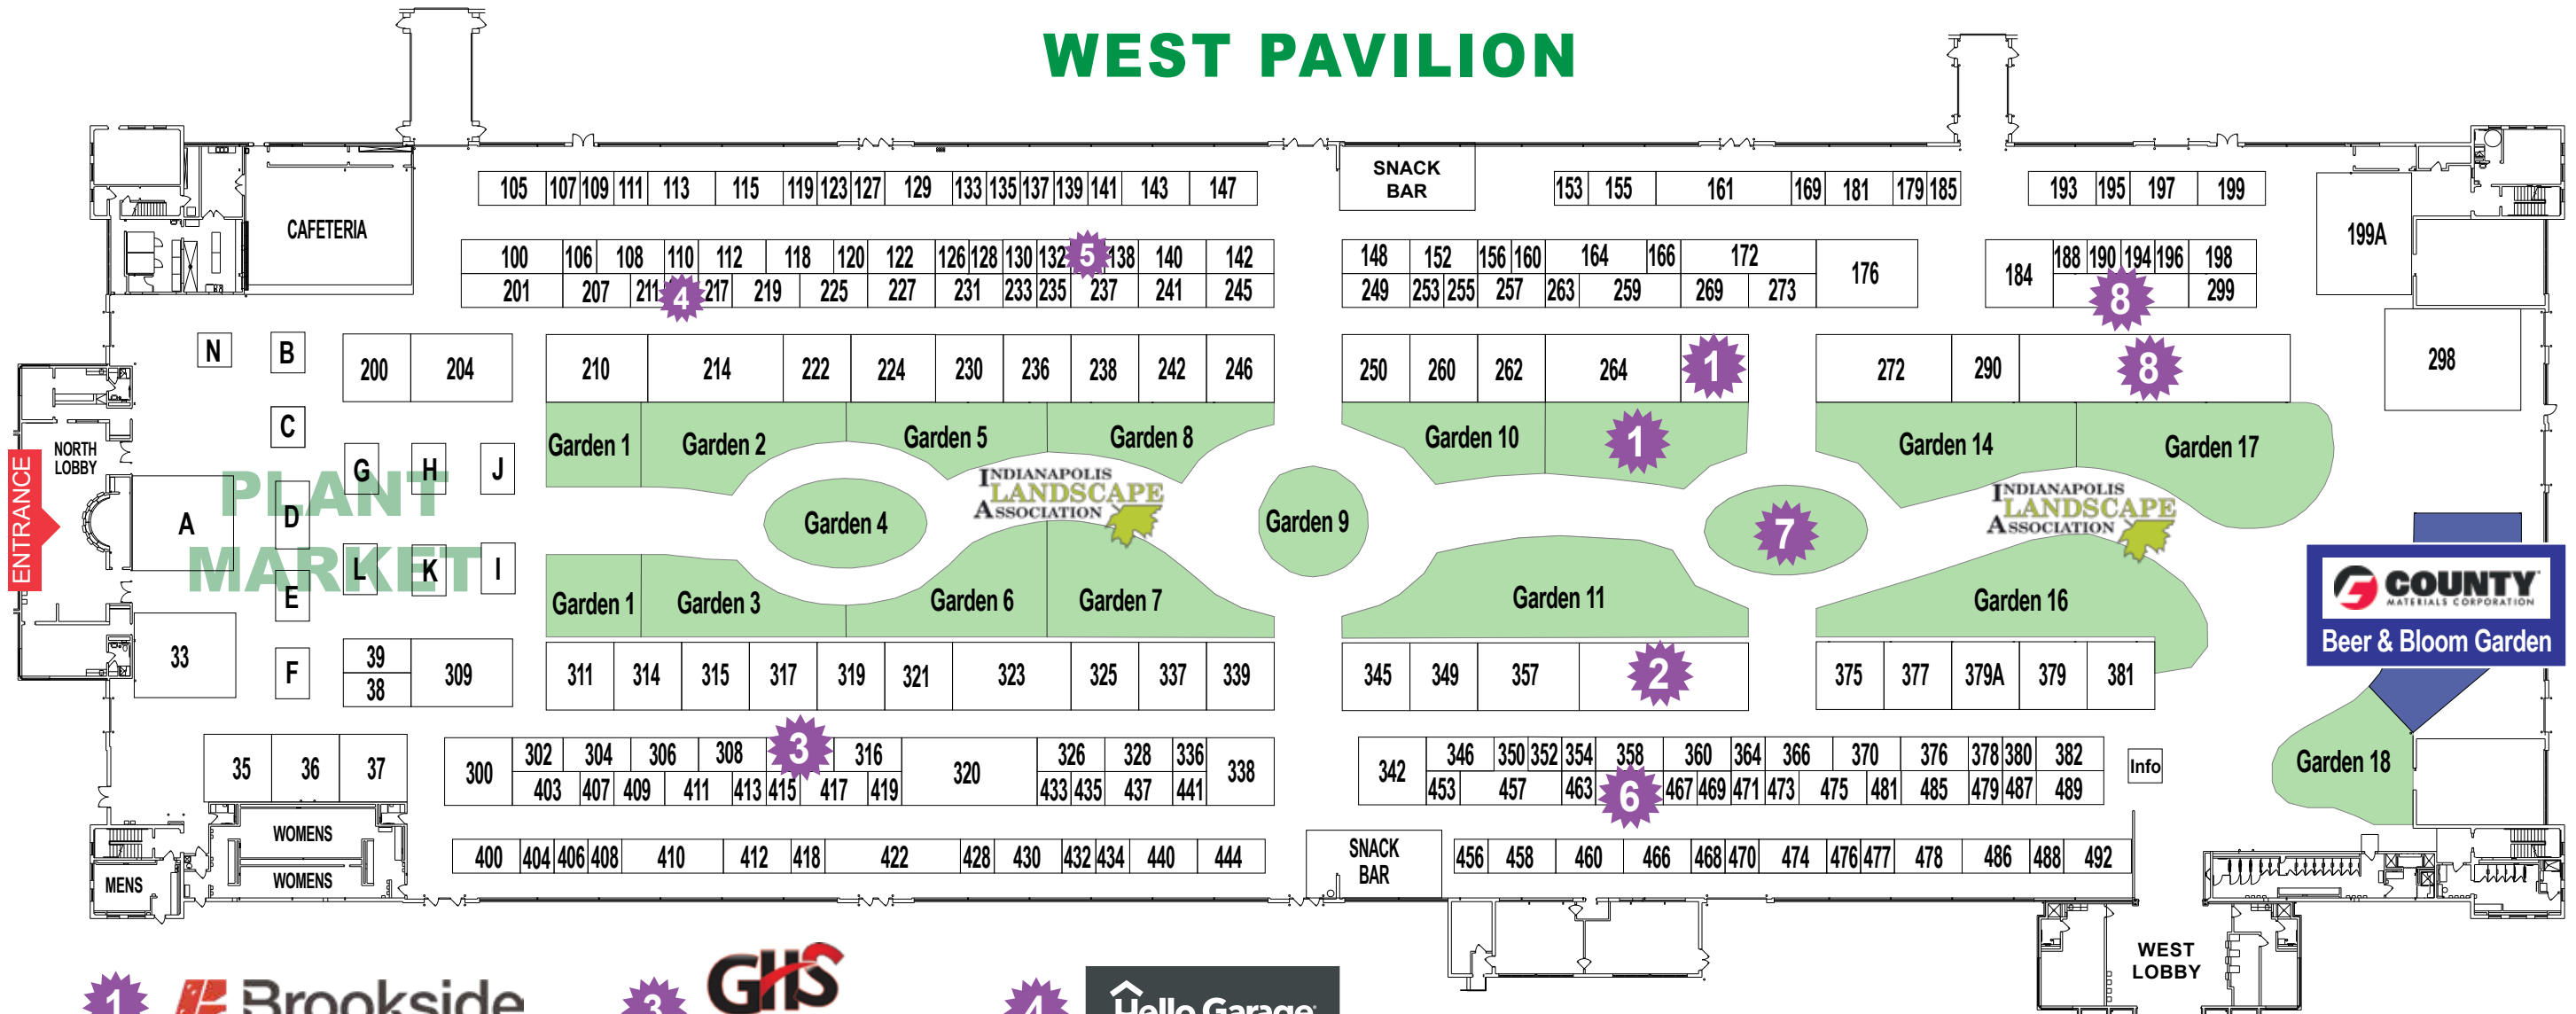 WEST PAVILION
SNACK
BAR
CAFETERIA
105 107 109 111 113 115 119 123 127 129 133 135 137 139 141 143 147
153 155 161 169 181 179 185
193 195 197 199
199A
100 106 108 110 112 118 120 122 126 128 130 132 5 138 140 142
201 207 211 4 217 219 225 227 231 233 235 237 241 245
148 152 156 160 164 166 172 176
249 253 255 257 263 259 269 273
184 188 190 194 196 198
8 299
N B
200 204
210 214 222 224 230 236 238 242 246
250 260 262 264 1
272 290 8
298
C
NORTH
LOBBY
ENTRANCE
G H J
PLANT
MARKET
A D
L K I
E
Garden 1 Garden 2 Garden 5 Garden 8
Garden 10 1
Garden 14 Garden 17
INDIANAPOLIS
LANDSCAPE
ASSOCIATION
Garden 4
Garden 9
7
INDIANAPOLIS
LANDSCAPE
ASSOCIATION
Garden 1 Garden 3 Garden 6 Garden 7
Garden 11
Garden 16
COUNTY
MATERIALS CORPORATION
Beer & Bloom Garden
33
F
39
38
309
311 314 315 317 319 321 323 325 337 339
345 349 357 2
375 377 379A 379 381
35 36 37
300 302 304 306 308 3 316 320 326 328 336 338
403 407 409 411 413 415 417 419 433 435 437 441
342 346 350 352 354 358 360 364 366 370 376 378 380 382
453 457 463 6 467 469 471 473 475 481 485 479 487 489
Info
Garden 18
WOMENS
WOMENS
MENS
400 404 406 408 410 412 418 422 428 430 432 434 440 444
SNACK
BAR
456 458 460 466 468 470 474 476 477 478 486 488 492
WEST
LOBBY
1 Brookside
3 GHS
4 Hello Garage